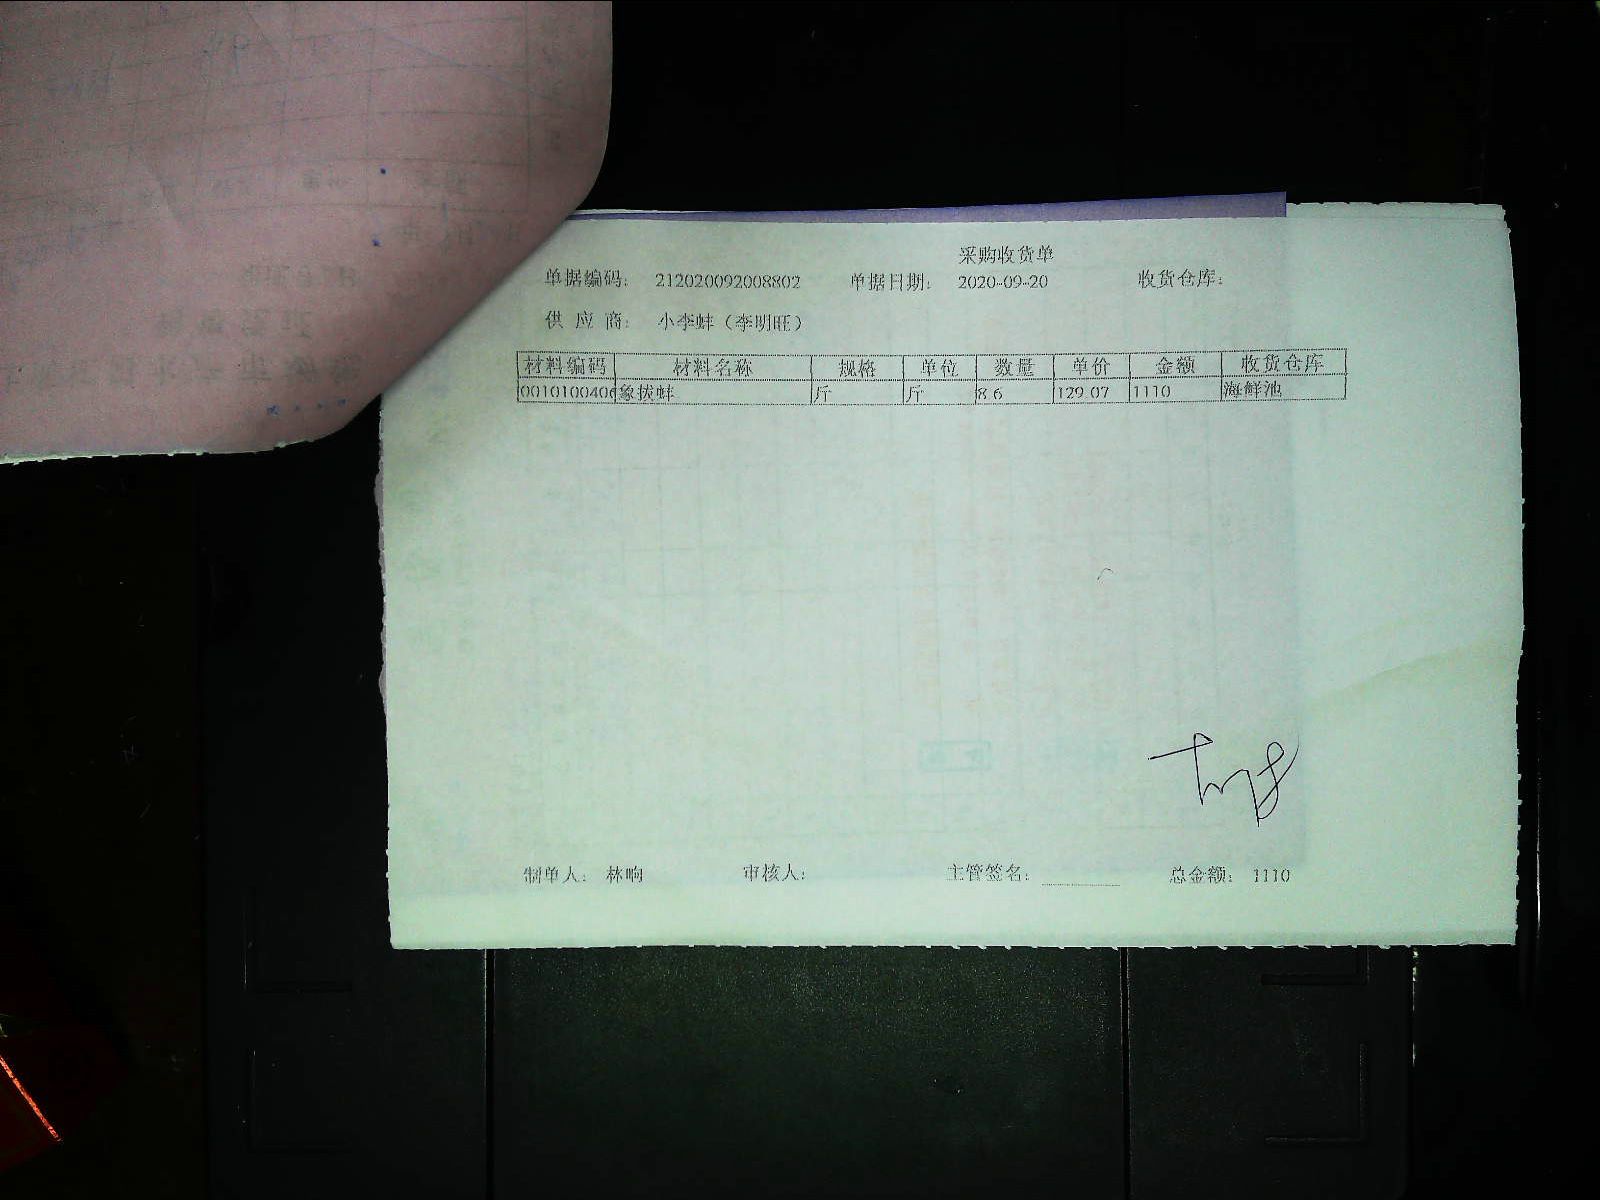 采购收货单
单据编码： 212020092008802 单据日期： 2020-09-20 收货仓库：
供 应 商： 小李蚌（李明旺）
材料编码 材料名称 规格 单位 数量 单价 金额 收货仓库
0010100406 象拔蚌 斤 斤 8.6 129.07 1110 海鲜池
制单人： 林响 审核人： 主管签名： 总金额： 1110